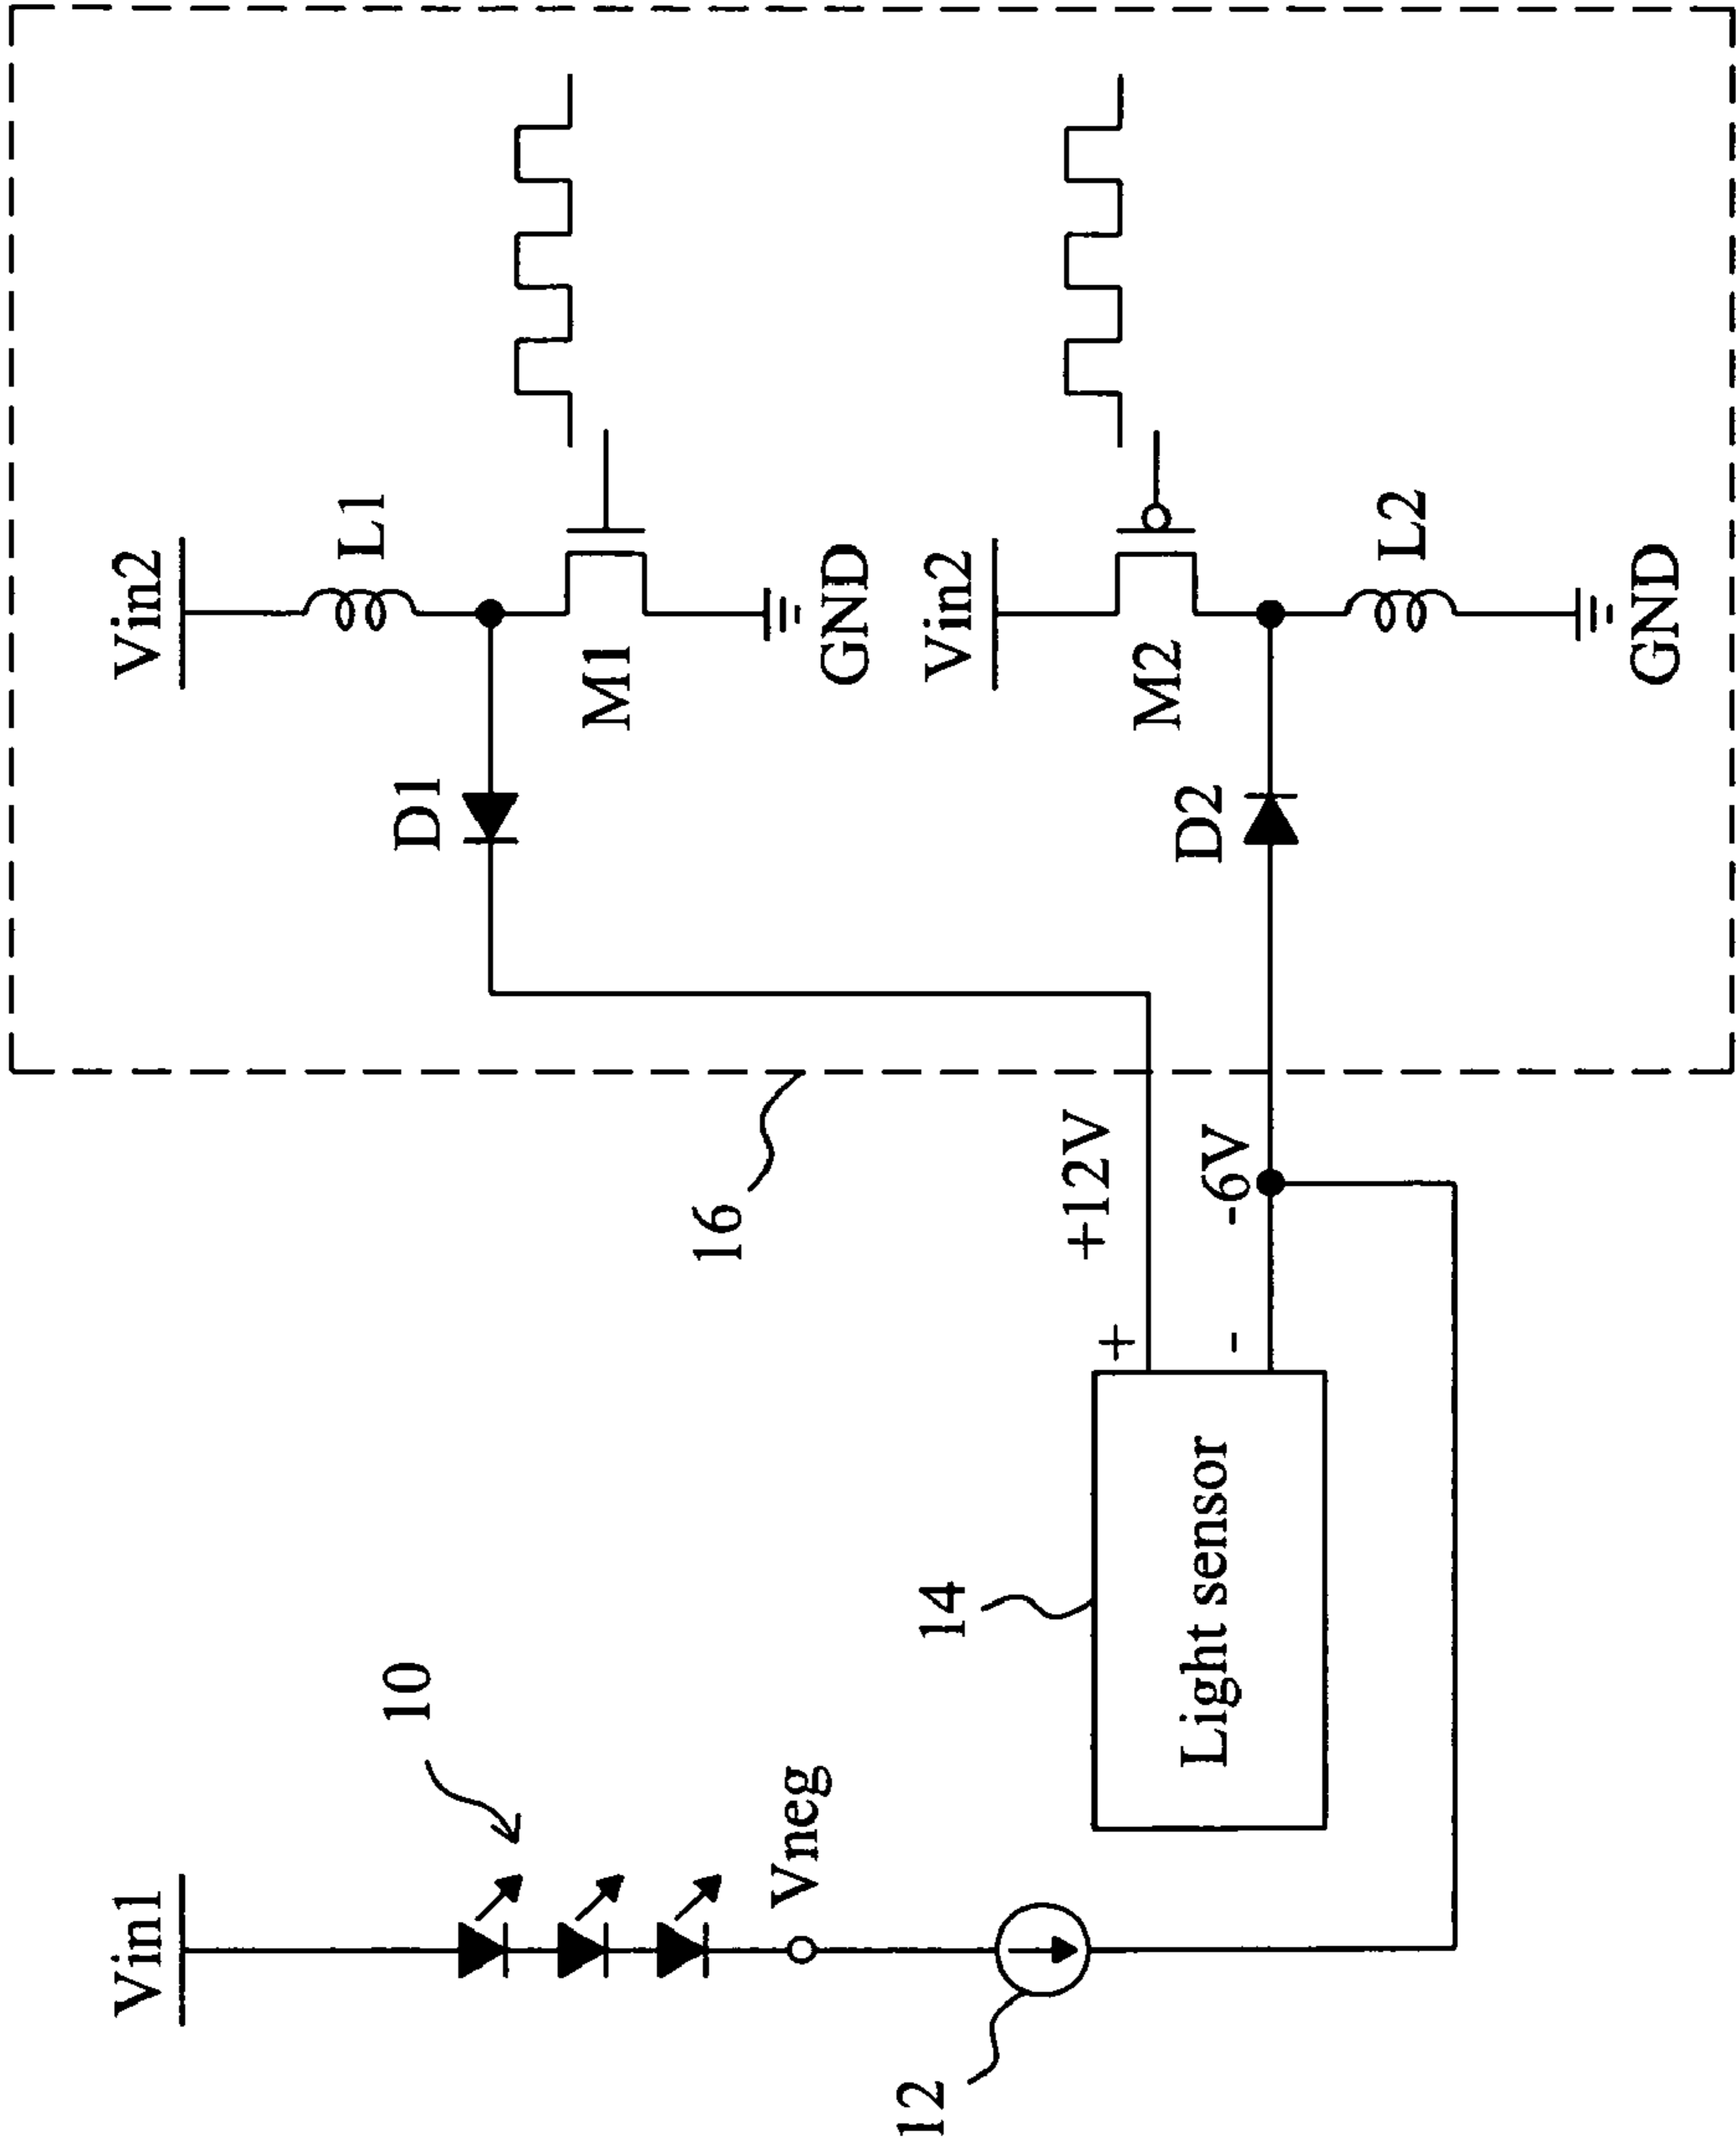 Vin1
10
Vneg
12
14
Light sensor
+
-
+12V
-6V
16
D1
D2
Vin2
L1
M1
GND
Vin2
M2
L2
GND